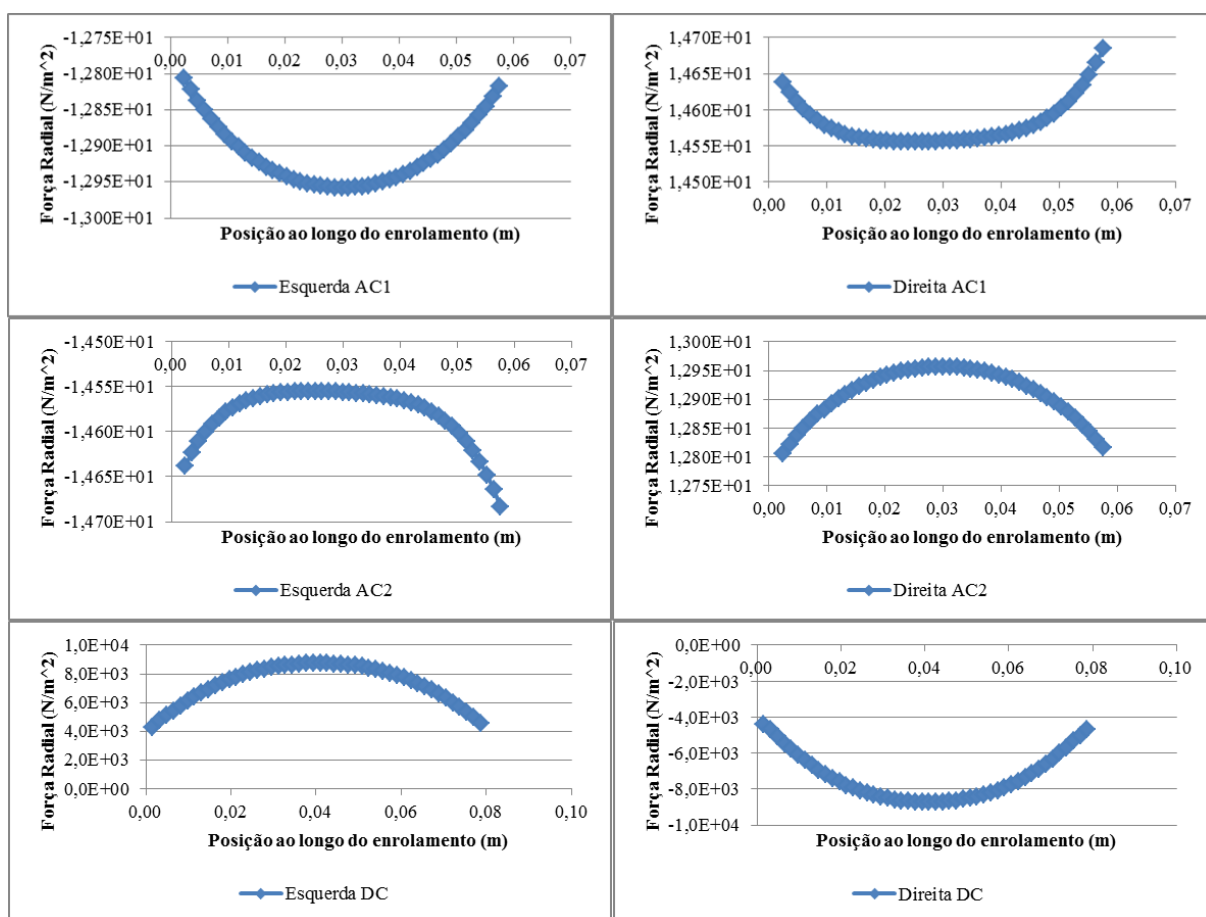 Força Radial (N/m^2)
-1,275E+01
-1,280E+01
-1,285E+01
-1,290E+01
-1,295E+01
-1,300E+01
0,00 0,01 0,02 0,03 0,04 0,05 0,06 0,07
Posição ao longo do enrolamento (m)
Esquerda AC1
Força Radial (N/m^2)
1,470E+01
1,465E+01
1,460E+01
1,455E+01
1,450E+01
0,00 0,01 0,02 0,03 0,04 0,05 0,06 0,07
Posição ao longo do enrolamento (m)
Direita AC1
Força Radial (N/m^2)
-1,450E+01
-1,455E+01
-1,460E+01
-1,465E+01
-1,470E+01
0,00 0,01 0,02 0,03 0,04 0,05 0,06 0,07
Posição ao longo do enrolamento (m)
Esquerda AC2
Força Radial (N/m^2)
1,300E+01
1,295E+01
1,290E+01
1,285E+01
1,280E+01
1,275E+01
0,00 0,01 0,02 0,03 0,04 0,05 0,06 0,07
Posição ao longo do enrolamento (m)
Direita AC2
Força Radial (N/m^2)
1,0E+04
8,0E+03
6,0E+03
4,0E+03
2,0E+03
0,0E+00
0,00 0,02 0,04 0,06 0,08 0,10
Posição ao longo do enrolamento (m)
Esquerda DC
Força Radial (N/m^2)
0,0E+00
-2,0E+03
-4,0E+03
-6,0E+03
-8,0E+03
-1,0E+04
0,00 0,02 0,04 0,06 0,08 0,10
Posição ao longo do enrolamento (m)
Direita DC